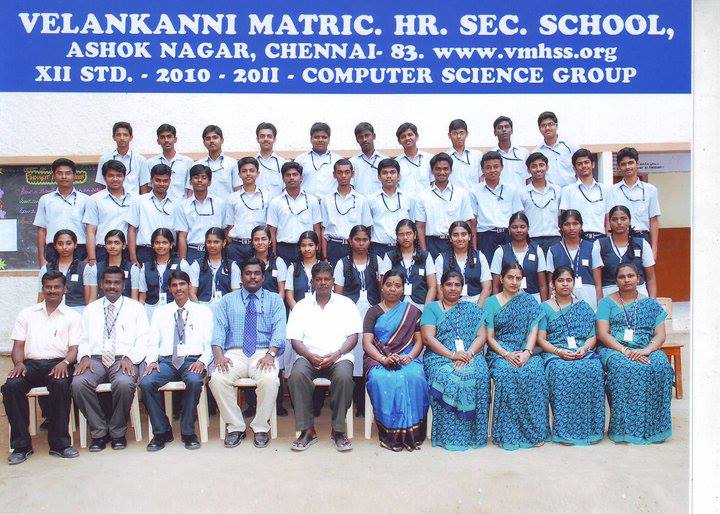 VELANKANNI MATRIC. HR. SEC. SCHOOL,
ASHOK NAGAR, CHENNAI- 83. www.vmhss.org
XII STD. - 2010 - 2011 - COMPUTER SCIENCE GROUP